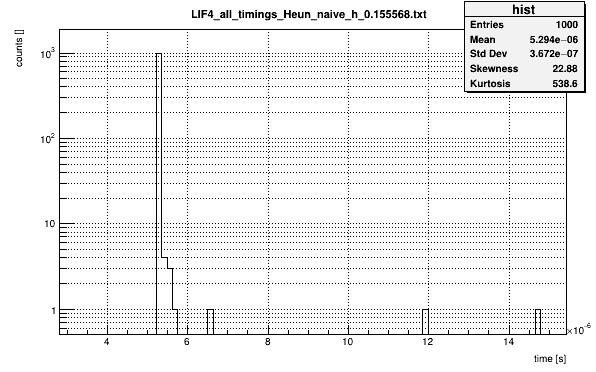 LIF4_all_timings_Heun_naive_h_0.155568.txt
hist
Entries 1000
Mean 5.294e−06
Std Dev 3.672e−07
Skewness 22.88
Kurtosis 538.6
counts []
10³
10²
10
1
4 6 8 10 12 14
×10⁻⁶
time [s]